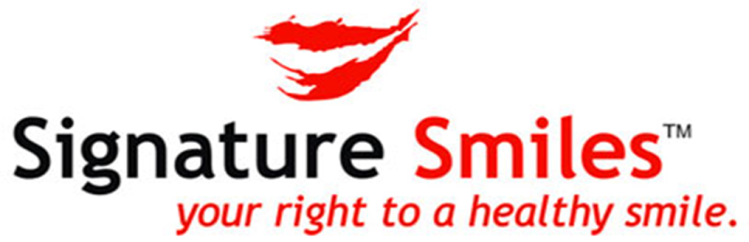 Signature Smiles™
your right to a healthy smile.